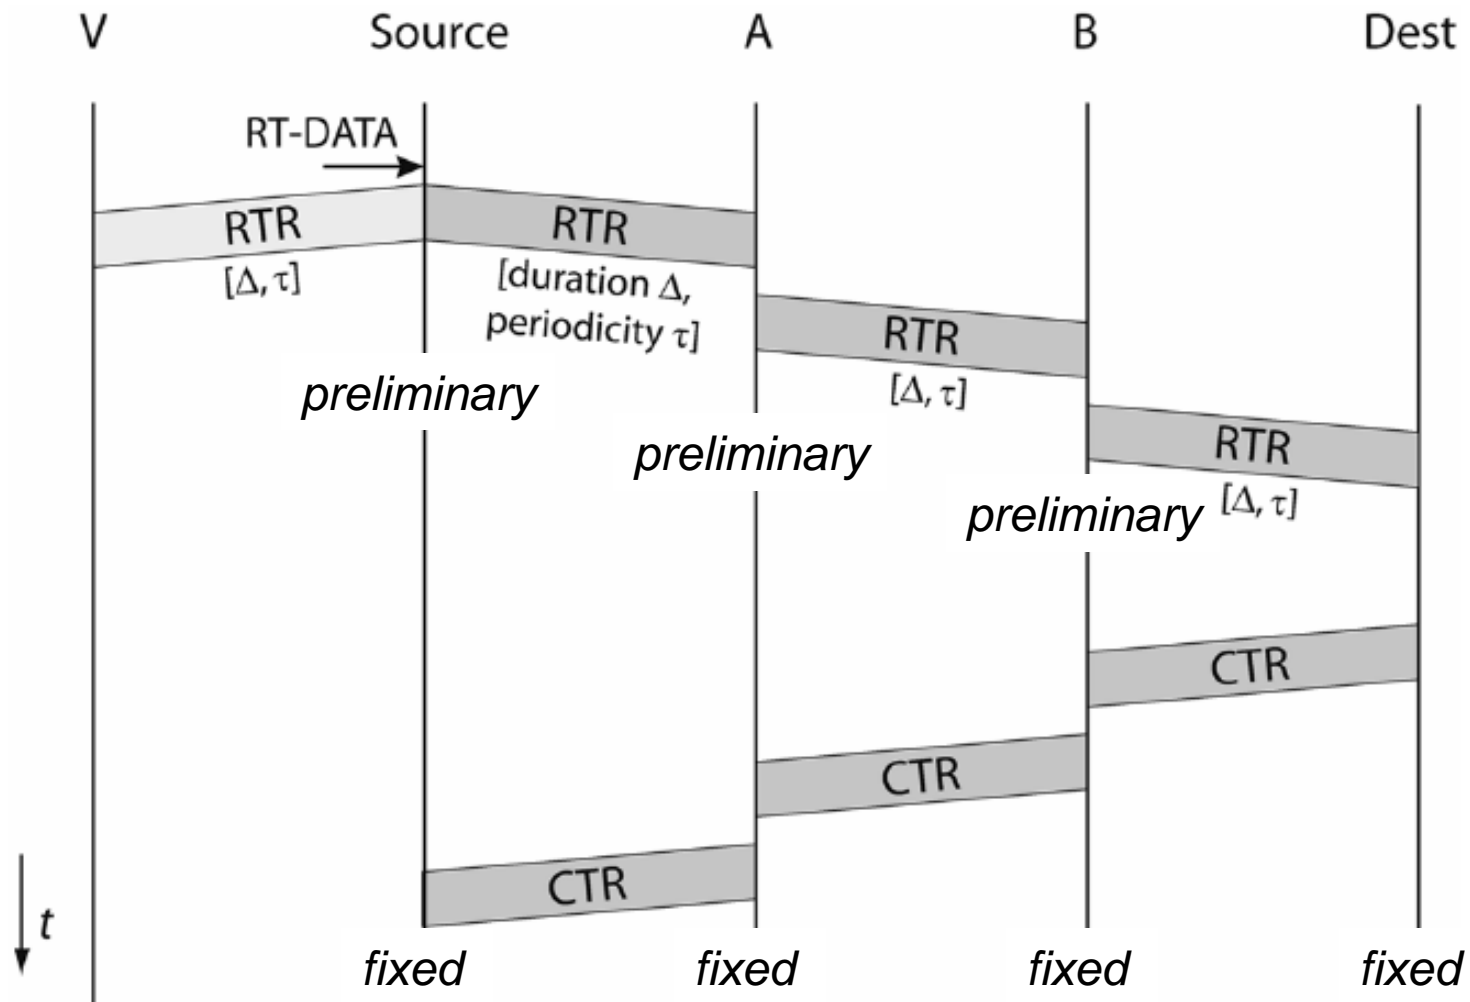 V Source A B Dest
RT-DATA
RTR RTR
[Δ, τ] [duration Δ,
periodicity τ]
RTR
[Δ, τ]
preliminary
preliminary
RTR
[Δ, τ]
preliminary
CTR
CTR
CTR
t
fixed fixed fixed fixed